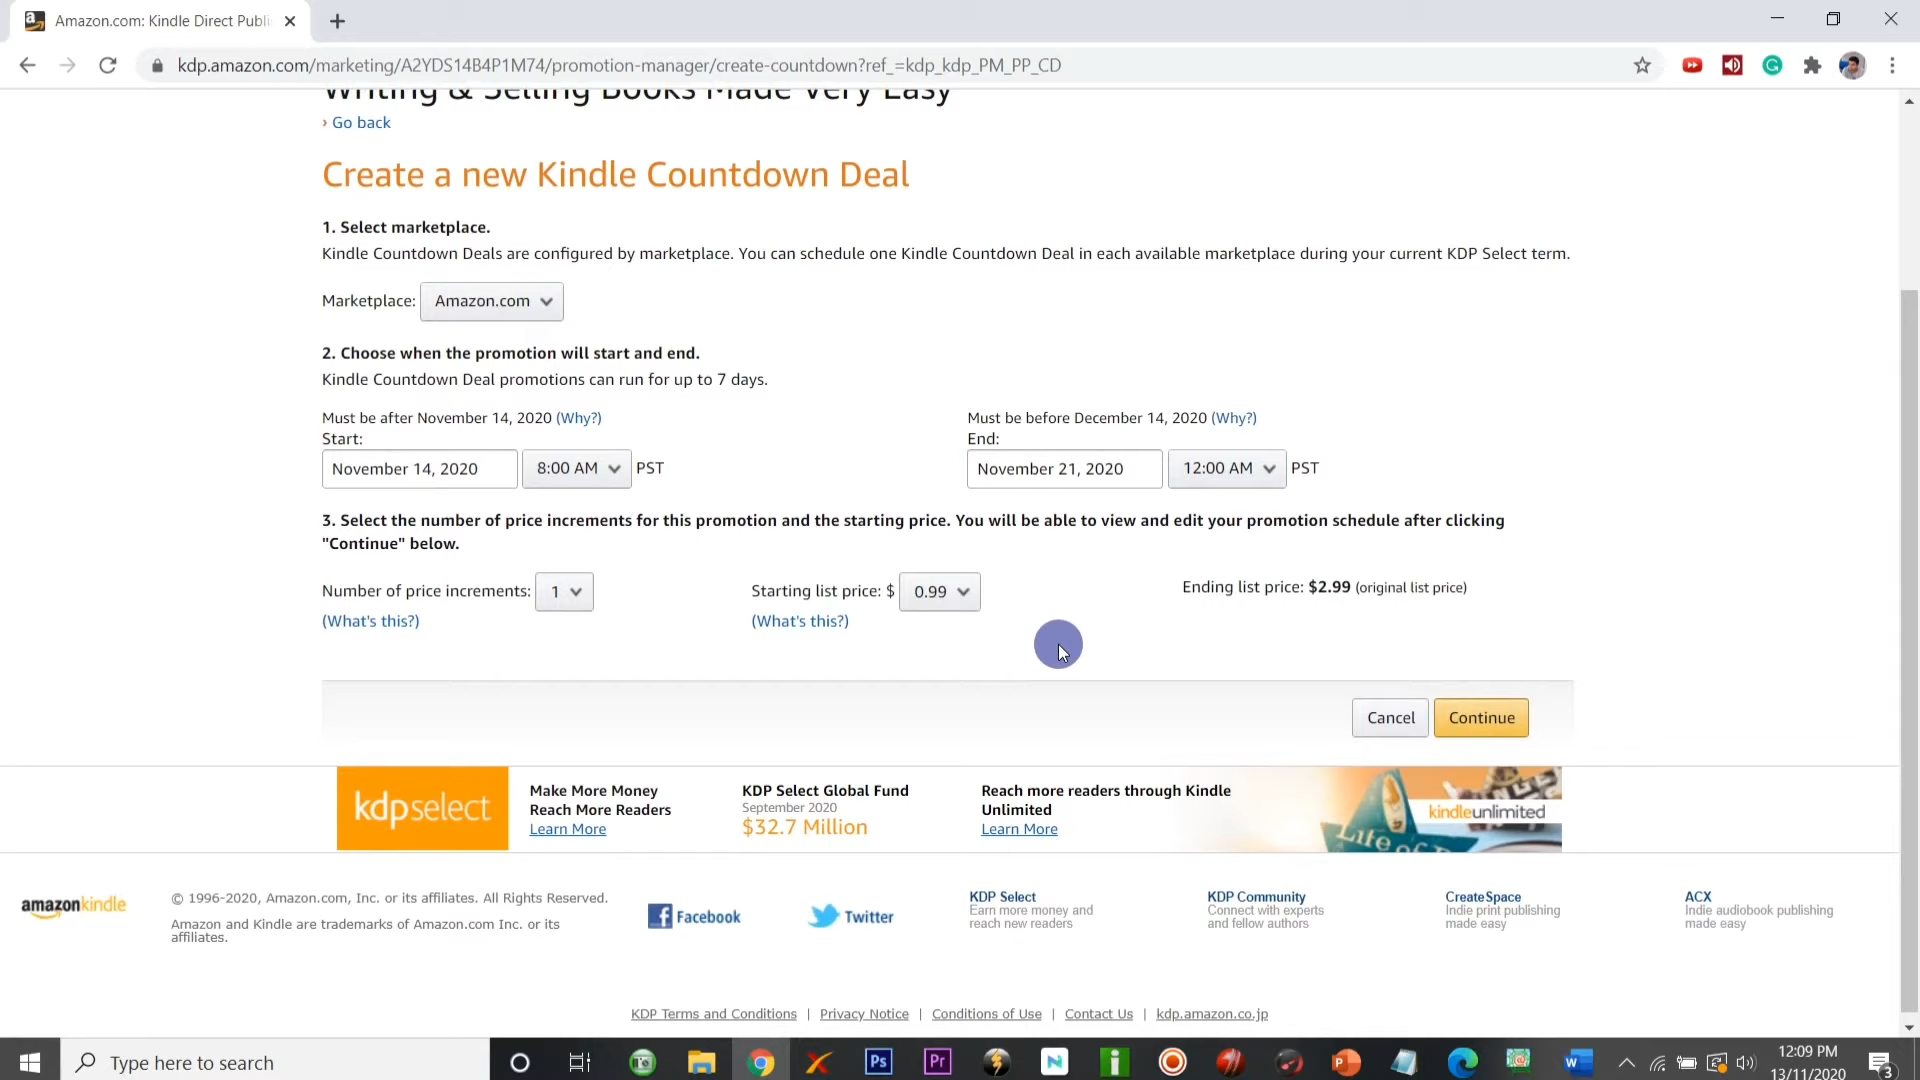 Amazon.com: Kindle Direct Publi
kdp.amazon.com/marketing/A2YDS14B4P1M74/promotion-manager/create-countdown?ref_=kdp_kdp_PM_PP_CD
Writing & Selling Books Made Very Easy
› Go back
Create a new Kindle Countdown Deal
1. Select marketplace.
Kindle Countdown Deals are configured by marketplace. You can schedule one Kindle Countdown Deal in each available marketplace during your current KDP Select term.
Marketplace: Amazon.com
2. Choose when the promotion will start and end.
Kindle Countdown Deal promotions can run for up to 7 days.
Must be after November 14, 2020 (Why?)
Start:
November 14, 2020 8:00 AM PST
Must be before December 14, 2020 (Why?)
End:
November 21, 2020 12:00 AM PST
3. Select the number of price increments for this promotion and the starting price. You will be able to view and edit your promotion schedule after clicking
"Continue" below.
Number of price increments: 1
(What's this?)
Starting list price: $ 0.99
(What's this?)
Ending list price: $2.99 (original list price)
Cancel Continue
kdpselect
Make More Money
Reach More Readers
Learn More
KDP Select Global Fund
September 2020
$32.7 Million
Reach more readers through Kindle
Unlimited
Learn More
kindleunlimited
amazonkindle
© 1996-2020, Amazon.com, Inc. or its affiliates. All Rights Reserved.
Amazon and Kindle are trademarks of Amazon.com Inc. or its
affiliates.
Facebook
Twitter
KDP Select
Earn more money and
reach new readers
KDP Community
Connect with experts
and fellow authors
CreateSpace
Indie print publishing
made easy
ACX
Indie audiobook publishing
made easy
KDP Terms and Conditions | Privacy Notice | Conditions of Use | Contact Us | kdp.amazon.co.jp
Type here to search
Ps
Pr
12:09 PM
13/11/2020
3